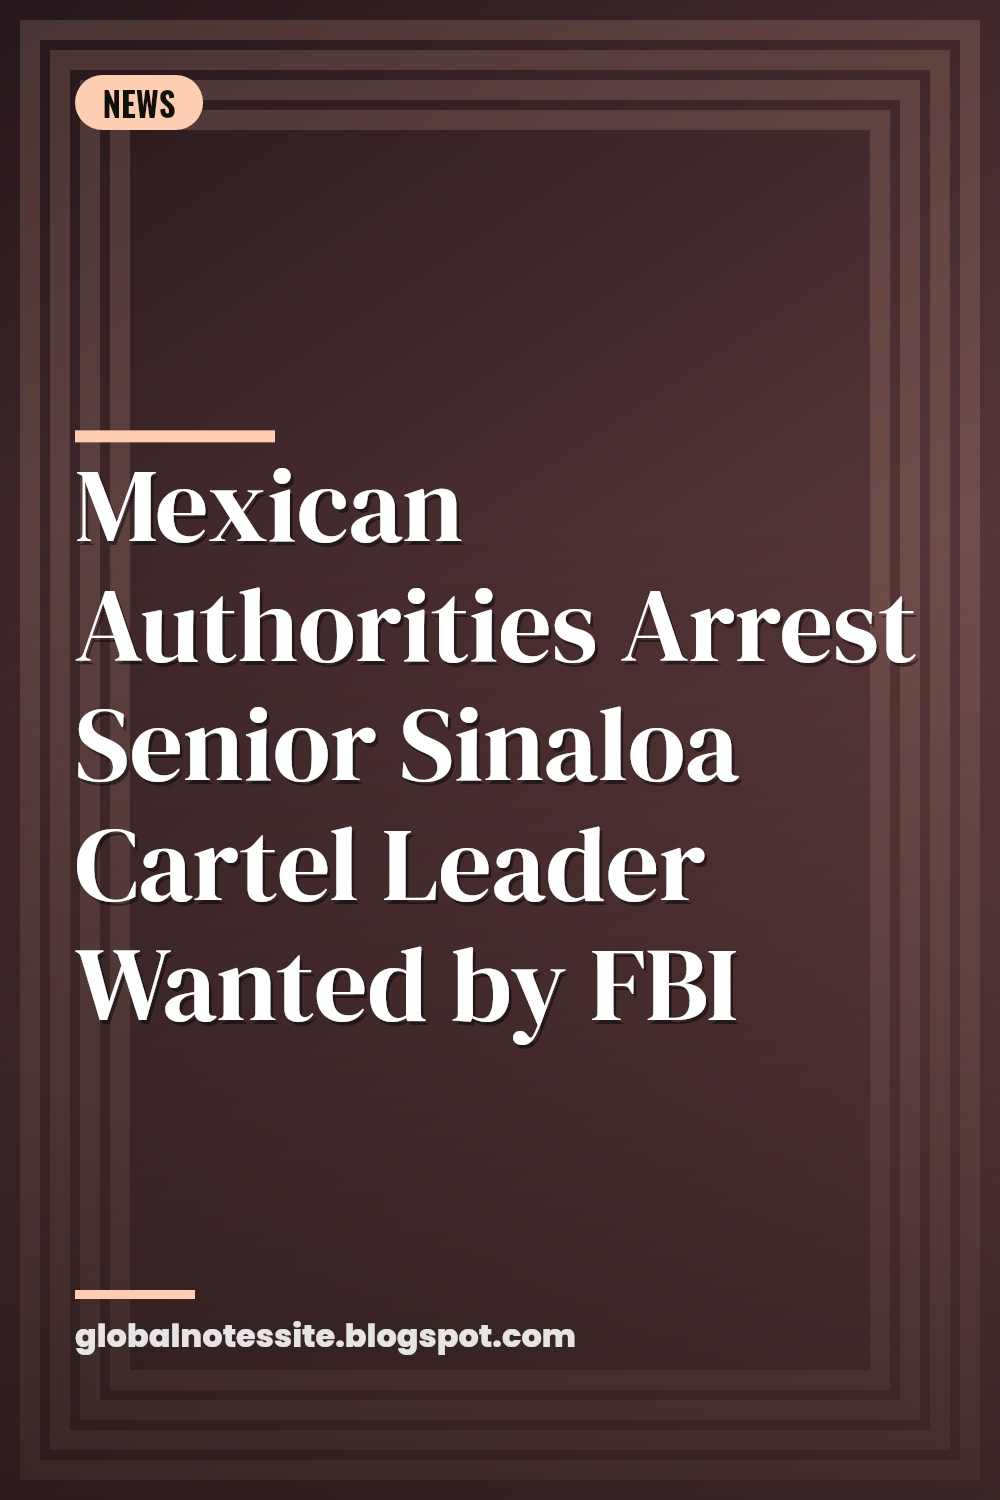 NEWS
Mexican
Authorities Arrest
Senior Sinaloa
Cartel Leader
Wanted by FBI
globalnotessite.blogspot.com